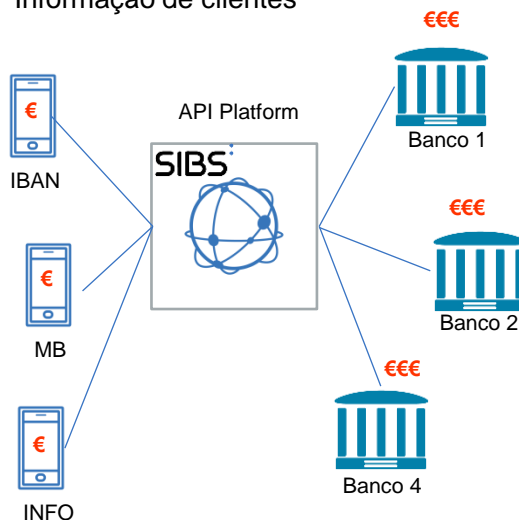 Informação de clientes
€€€
€
API Platform
Banco 1
SIBS
IBAN
€€€
€
Banco 2
MB
€€€
€
Banco 4
INFO